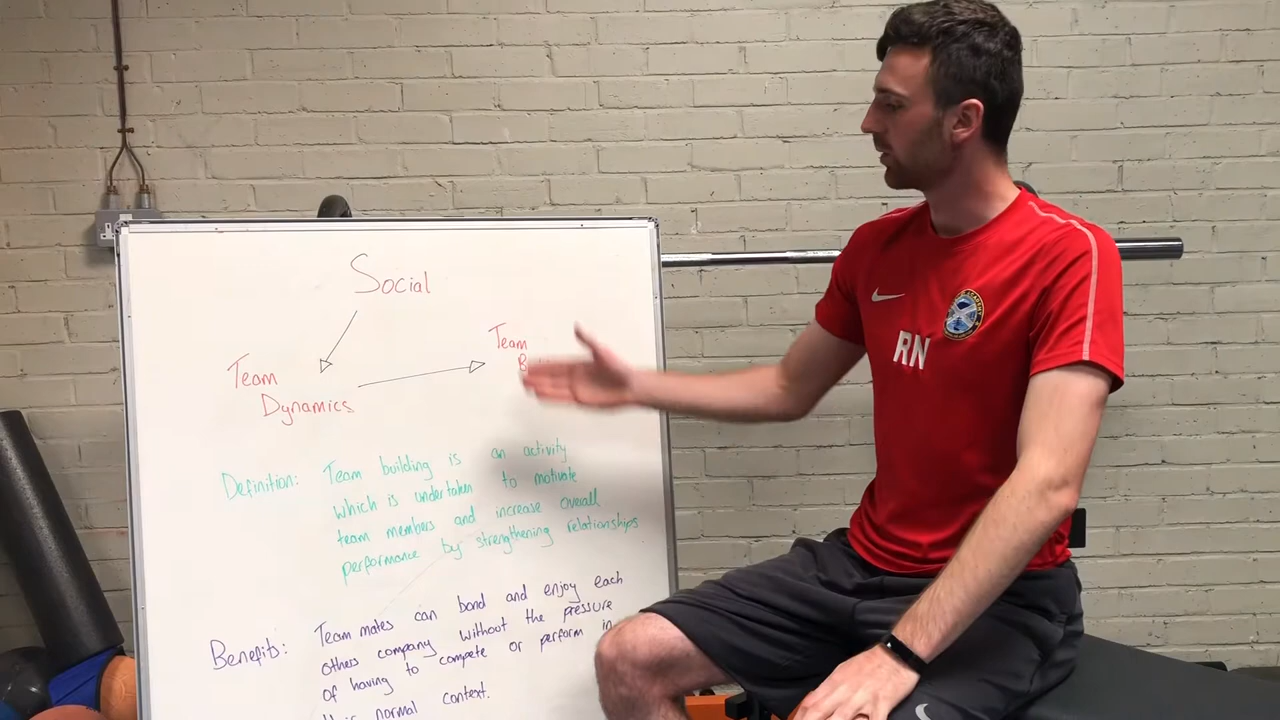 Social
Team
Dynamics
Team
Definition: Team building is an activity
which is undertaken to motivate
team members and increase overall
performance by strengthening relationships
Benefits: Team mates can bond and enjoy each
others company without the pressure
of having to compete or perform in
their normal context.
RN